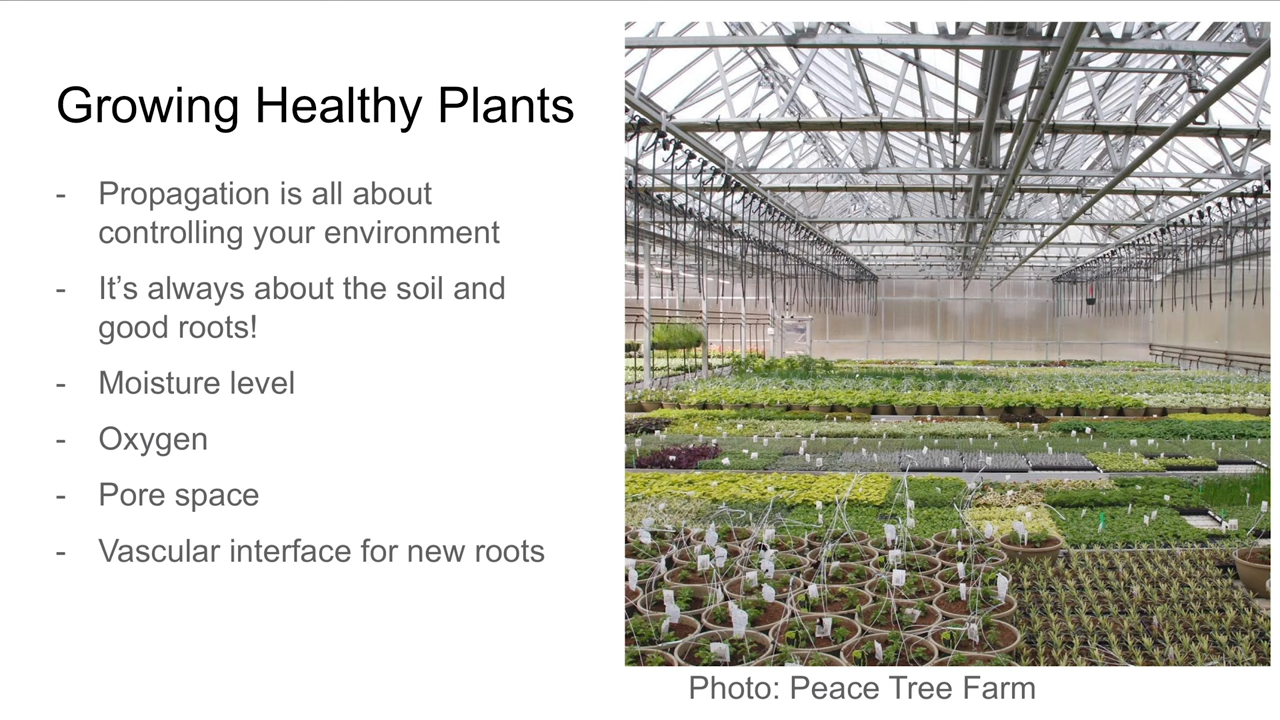 Growing Healthy Plants
- Propagation is all about
controlling your environment
- It’s always about the soil and
good roots!
- Moisture level
- Oxygen
- Pore space
- Vascular interface for new roots
Photo: Peace Tree Farm